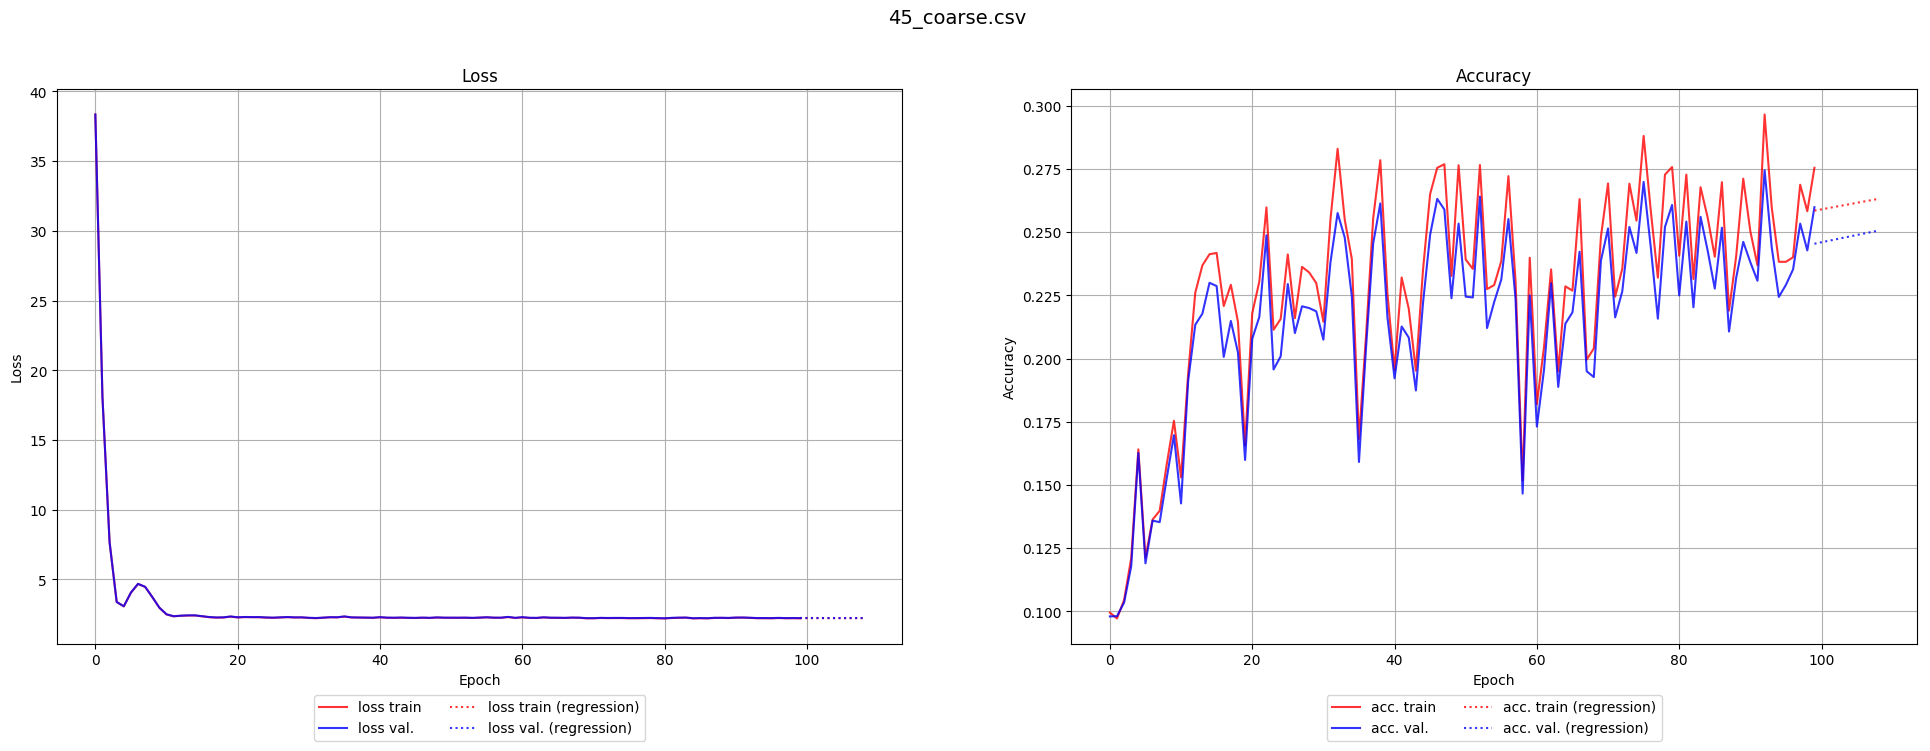 45_coarse.csv
Loss
40
35
30
25
20
15
10
5
Loss
0 20 40 60 80 100
Epoch
loss train loss train (regression)
loss val. loss val. (regression)
Accuracy
0.300
0.275
0.250
0.225
0.200
0.175
0.150
0.125
0.100
Accuracy
0 20 40 60 80 100
Epoch
acc. train acc. train (regression)
acc. val. acc. val. (regression)